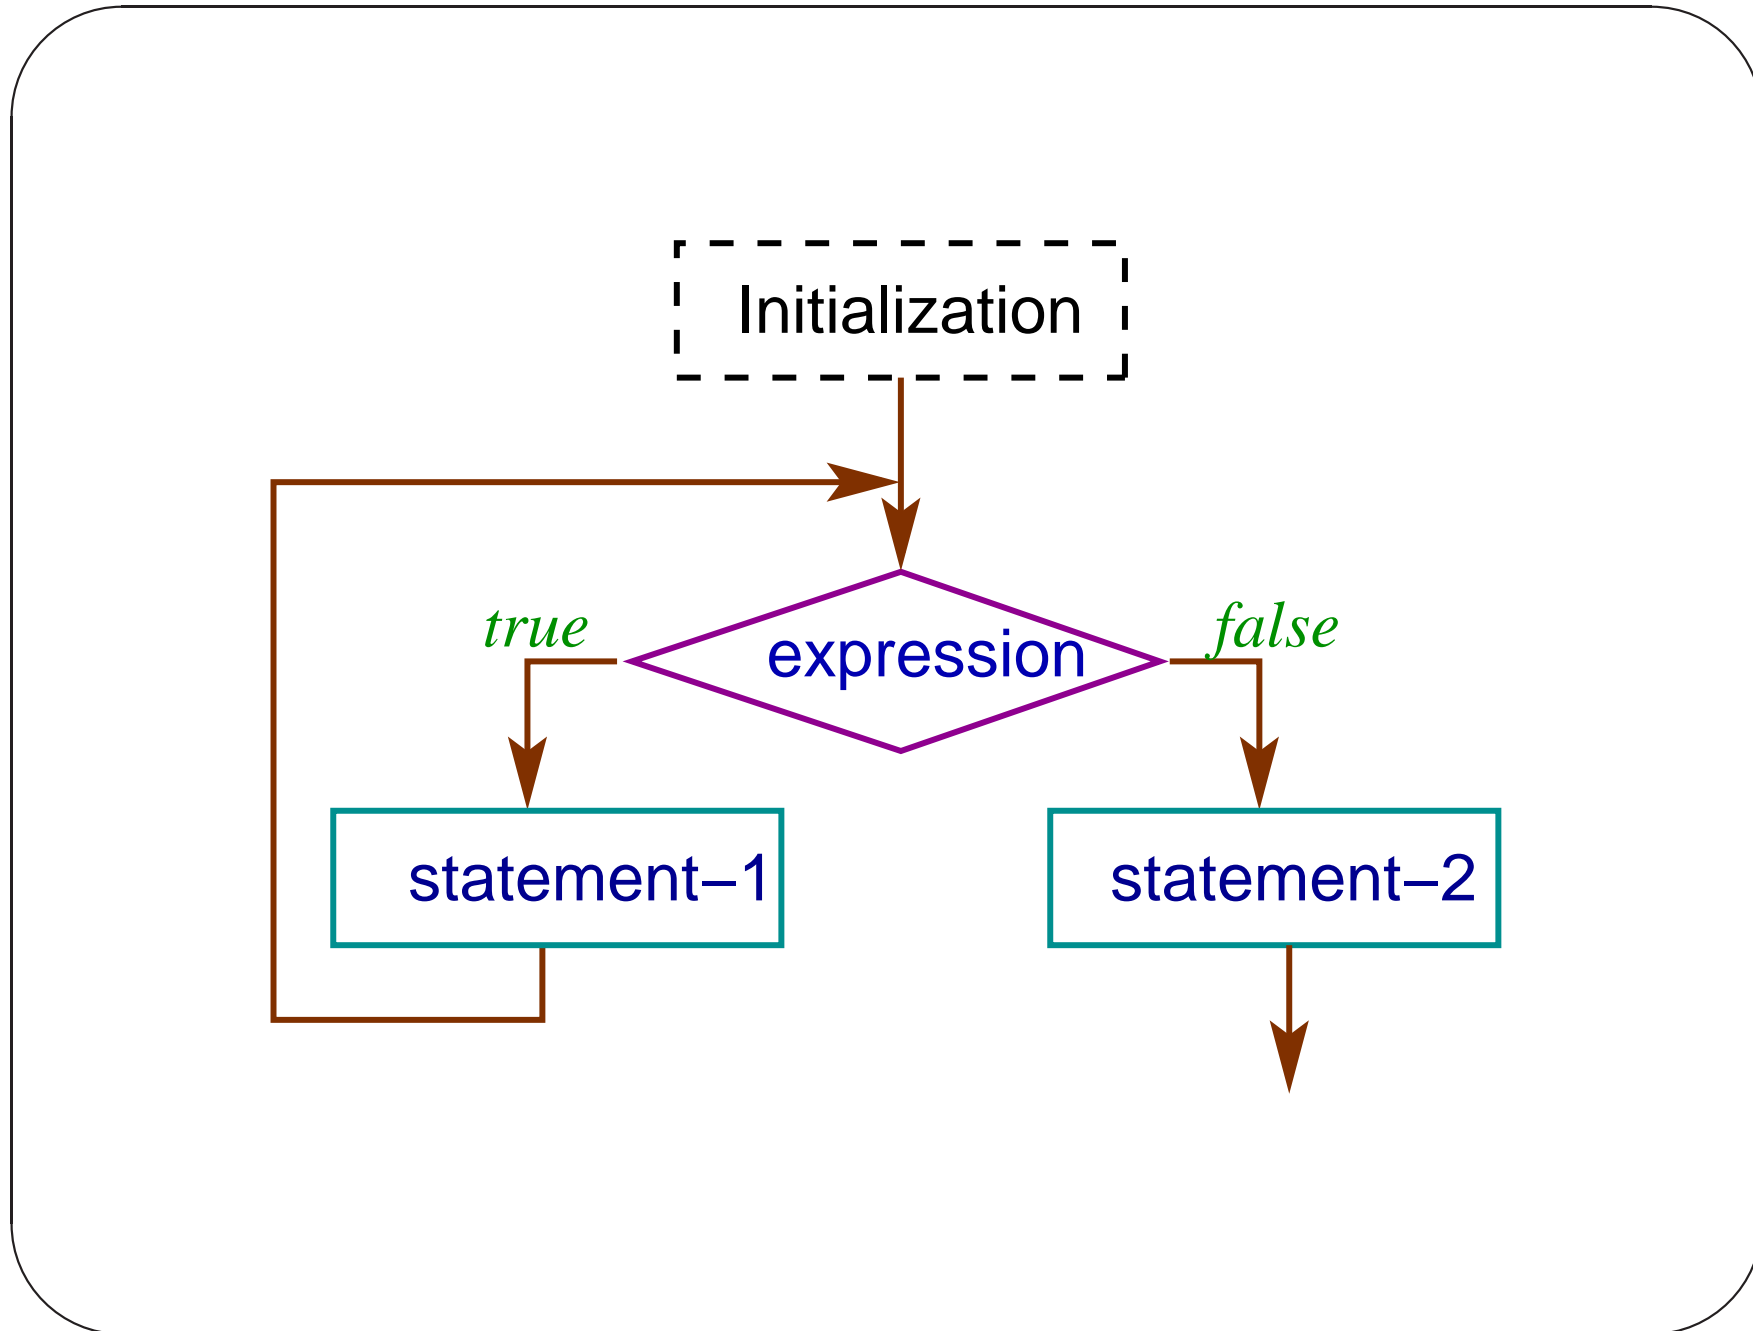 Initialization
true
expression
false
statement–1
statement–2